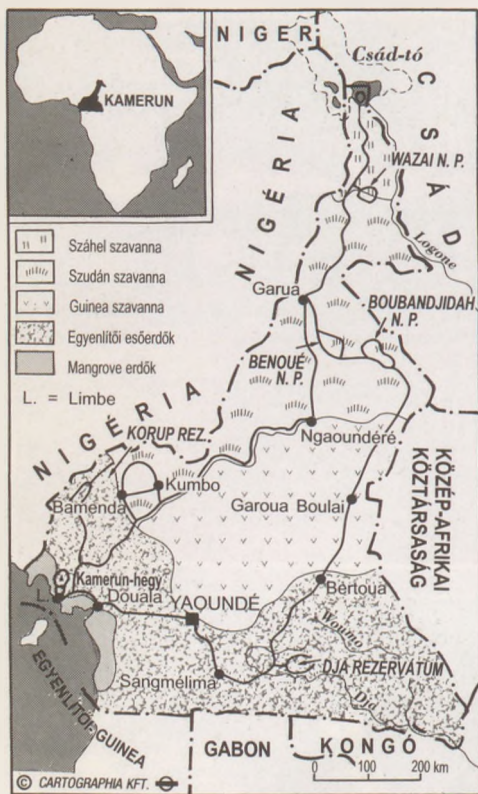 NIGER
Csád-tó
CSÁD
KAMERUN
NIGÉRIA
WAZAI N. P.
Logone
Száhel szavanna
Szudán szavanna
Guinea szavanna
Egyenlítői esőerdők
Mangrove erdők
L. = Limbe
Garua
BOUBANDJIDAH
N. P.
BENOUÉ
N. P.
NIGÉRIA
KORUP REZ.
Ngaoundéré
Kumbo
Bamenda
Garoua Boulai
KÖZÉP-AFRIKAI
KÖZTÁRSASÁG
Kamerun-hegy
L.
Douala
YAOUNDÉ
Bertoua
DJA REZERVÁTUM
Sangmélima
Dja
EGYENLÍTŐI-GUINEA
GABON
KONGÓ
0 100 200 km
© CARTOGRAPHIA KFT.